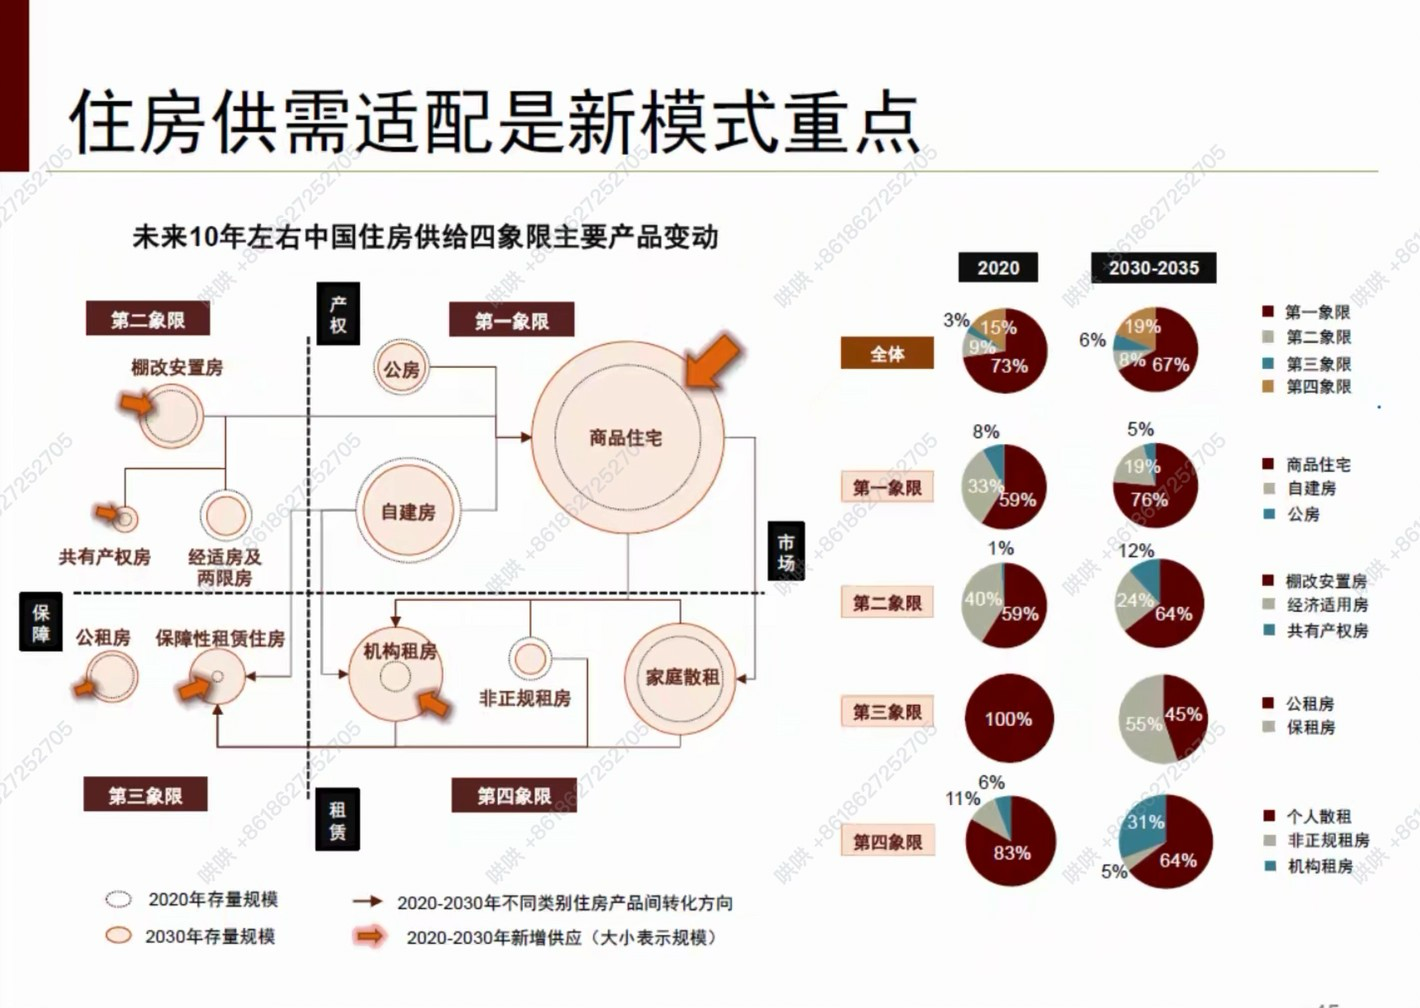 住房供需适配是新模式重点
未来10年左右中国住房供给四象限主要产品变动
产权
第二象限
第一象限
棚改安置房
公房
商品住宅
自建房
共有产权房
经适房及
两限房
市场
保障
公租房
保障性租赁住房
机构租房
非正规租房
家庭散租
第三象限
租赁
第四象限
2020年存量规模
2020-2030年不同类别住房产品间转化方向
2030年存量规模
2020-2030年新增供应（大小表示规模）
2020
2030-2035
全体
3%
15%
9%
73%
6%
19%
8%
67%
第一象限
第二象限
第三象限
第四象限
第一象限
8%
33%
59%
5%
19%
76%
商品住宅
自建房
公房
第二象限
1%
40%
59%
12%
24%
64%
棚改安置房
经济适用房
共有产权房
第三象限
100%
55%
45%
公租房
保租房
第四象限
6%
11%
83%
31%
5%
64%
个人散租
非正规租房
机构租房
哄哄 +8618627252705